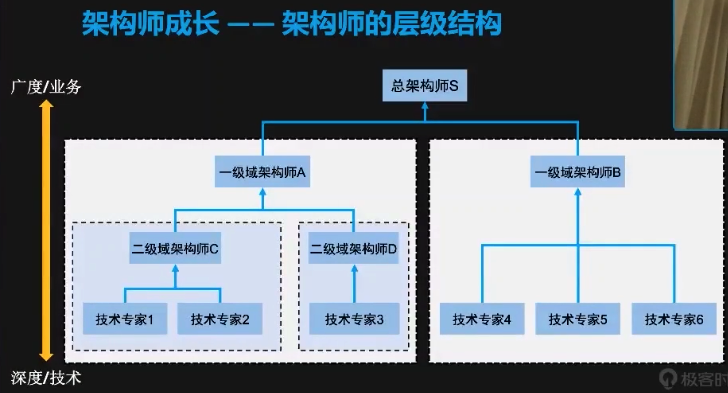 架构师成长 —— 架构师的层级结构
广度/业务
总架构师S
一级域架构师A
一级域架构师B
二级域架构师C
二级域架构师D
技术专家1
技术专家2
技术专家3
技术专家4
技术专家5
技术专家6
深度/技术
极客时